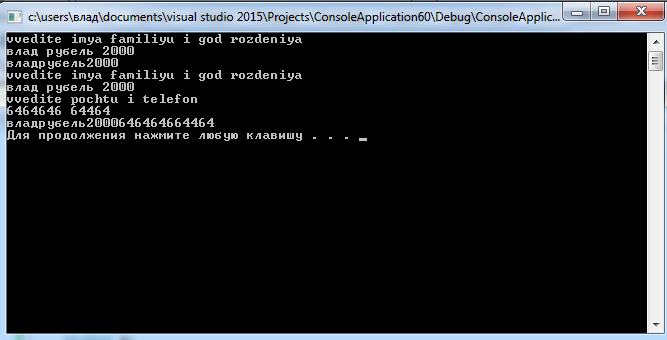 c:\users\влад\documents\visual studio 2015\Projects\ConsoleApplication60\Debug\ConsoleApplic...
vvedite imya familiyu i god rozdeniya
влад рубель 2000
владрубель2000
vvedite imya familiyu i god rozdeniya
влад рубель 2000
vvedite pochtu i telefon
6464646 64464
владрубель2000646464664464
Для продолжения нажмите любую клавишу . . . _